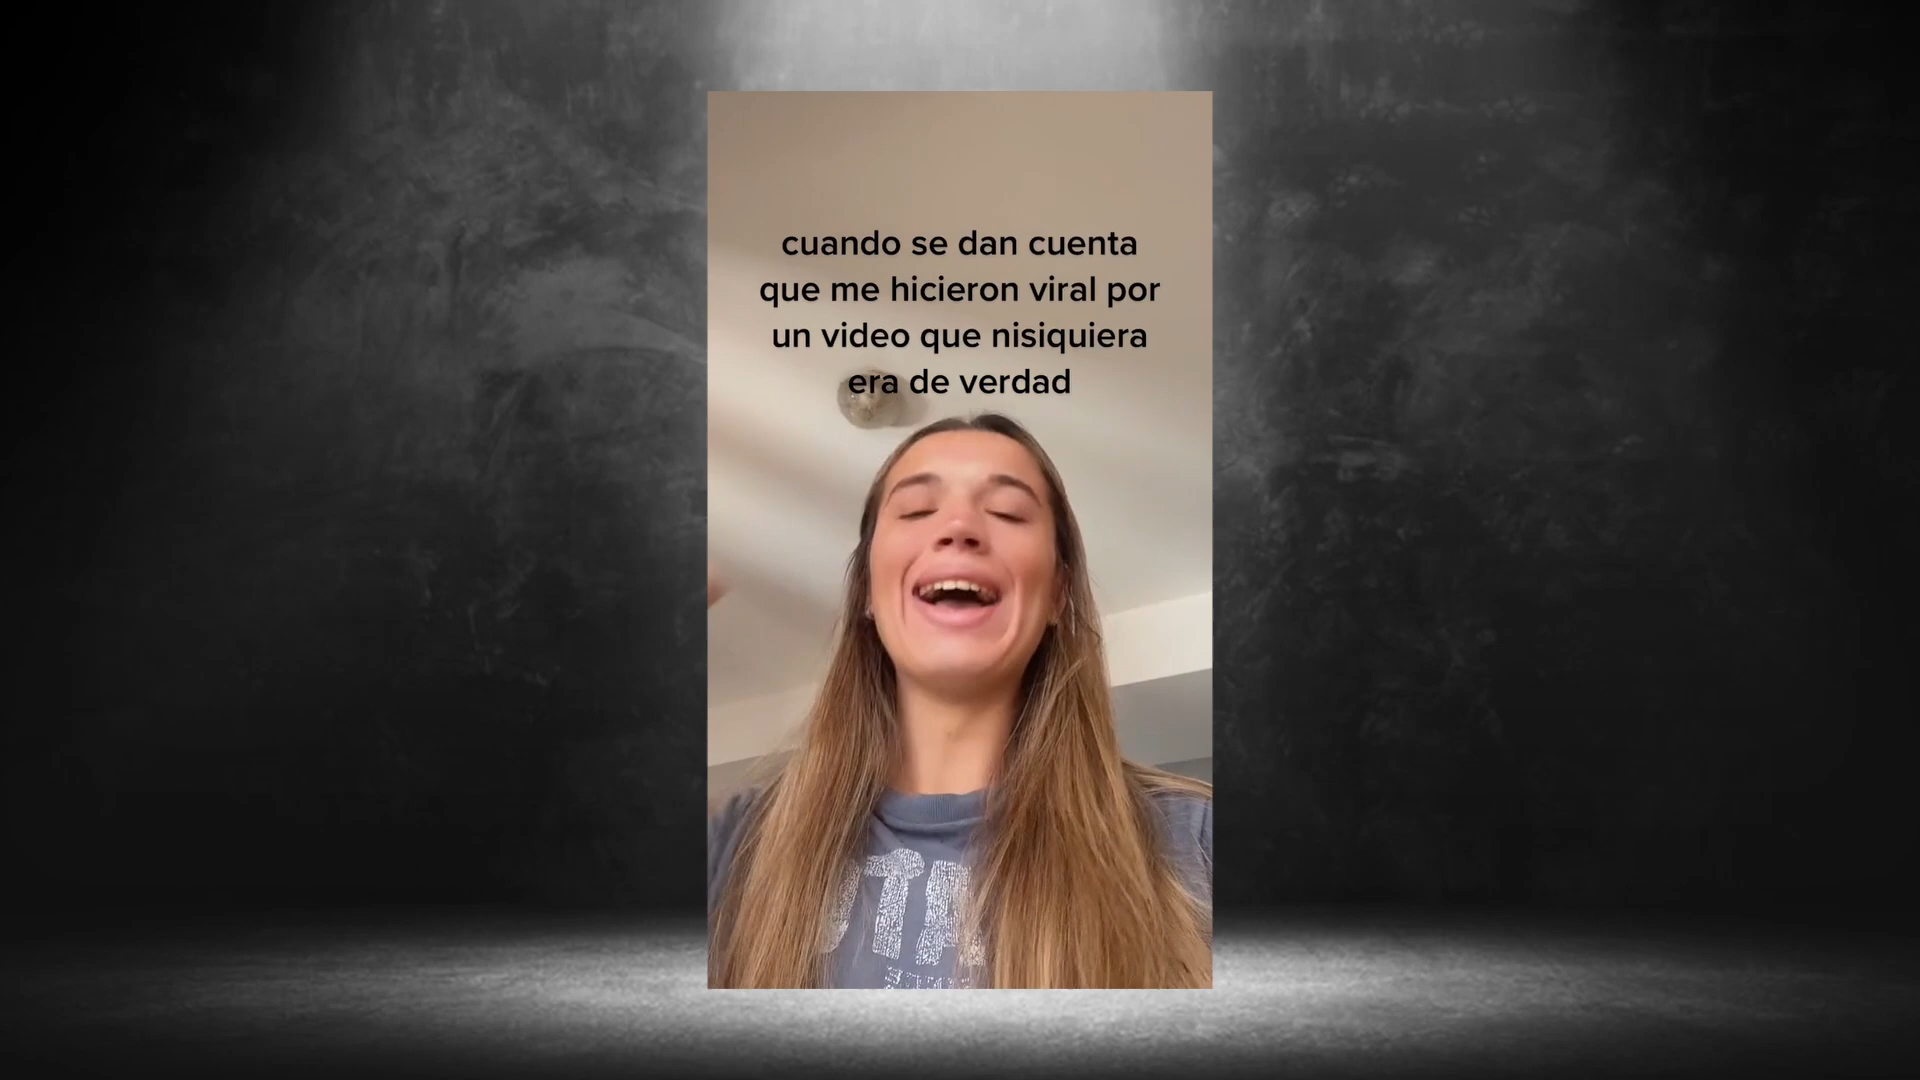 cuando se dan cuenta
que me hicieron viral por
un video que nisiquiera
era de verdad